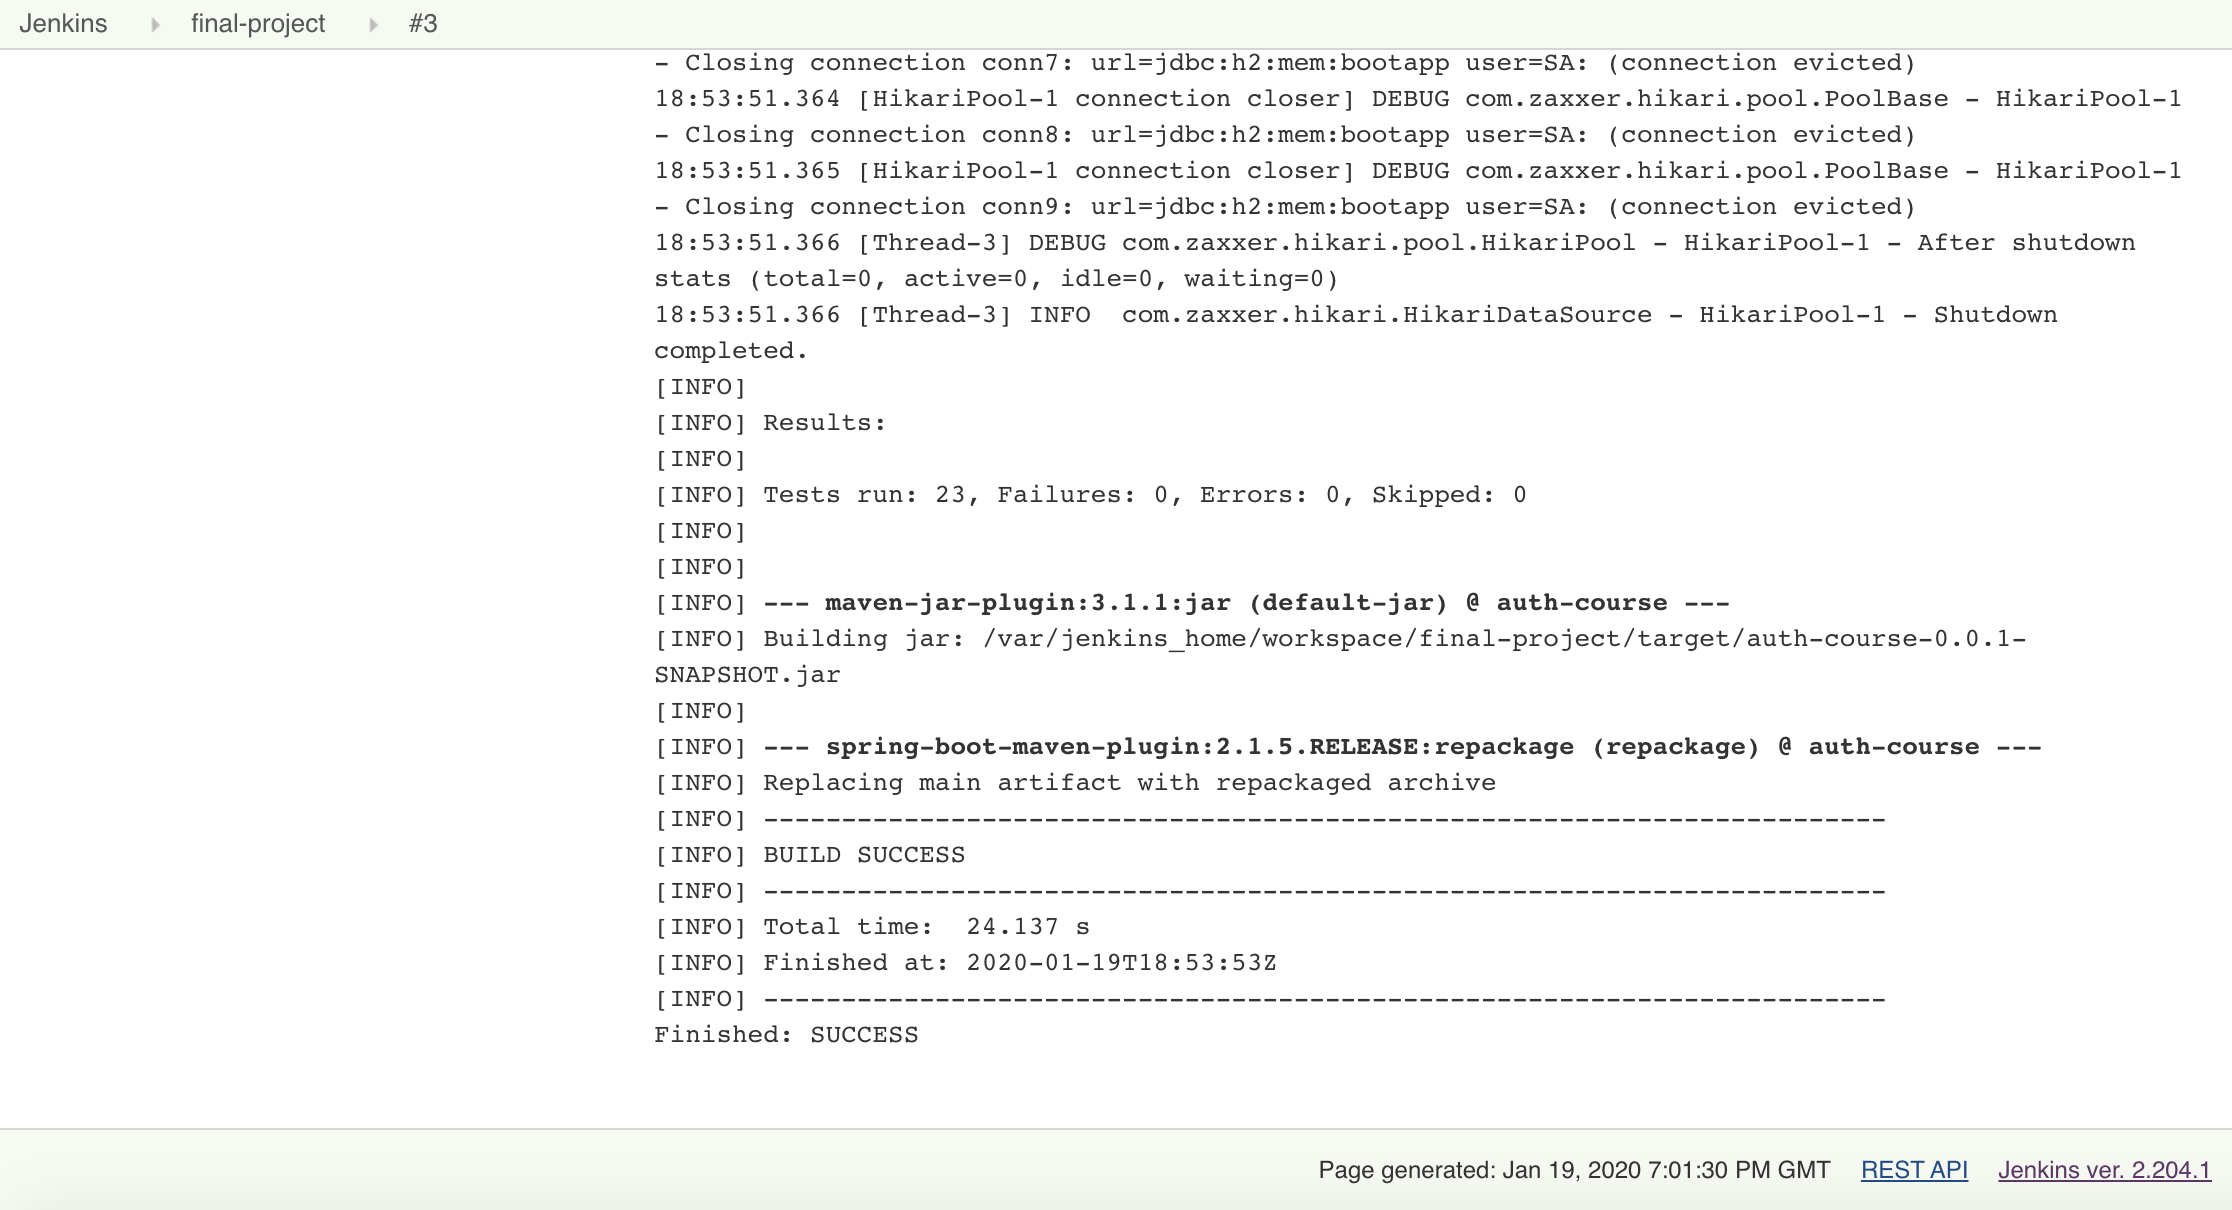 Jenkins final-project #3
- Closing connection conn7: url=jdbc:h2:mem:bootapp user=SA: (connection evicted)
18:53:51.364 [HikariPool-1 connection closer] DEBUG com.zaxxer.hikari.pool.PoolBase - HikariPool-1
- Closing connection conn8: url=jdbc:h2:mem:bootapp user=SA: (connection evicted)
18:53:51.365 [HikariPool-1 connection closer] DEBUG com.zaxxer.hikari.pool.PoolBase - HikariPool-1
- Closing connection conn9: url=jdbc:h2:mem:bootapp user=SA: (connection evicted)
18:53:51.366 [Thread-3] DEBUG com.zaxxer.hikari.pool.HikariPool - HikariPool-1 - After shutdown
stats (total=0, active=0, idle=0, waiting=0)
18:53:51.366 [Thread-3] INFO  com.zaxxer.hikari.HikariDataSource - HikariPool-1 - Shutdown
completed.
[INFO]
[INFO] Results:
[INFO]
[INFO] Tests run: 23, Failures: 0, Errors: 0, Skipped: 0
[INFO]
[INFO]
[INFO] --- maven-jar-plugin:3.1.1:jar (default-jar) @ auth-course ---
[INFO] Building jar: /var/jenkins_home/workspace/final-project/target/auth-course-0.0.1-
SNAPSHOT.jar
[INFO]
[INFO] --- spring-boot-maven-plugin:2.1.5.RELEASE:repackage (repackage) @ auth-course ---
[INFO] Replacing main artifact with repackaged archive
[INFO] ------------------------------------------------------------------------
[INFO] BUILD SUCCESS
[INFO] ------------------------------------------------------------------------
[INFO] Total time:  24.137 s
[INFO] Finished at: 2020-01-19T18:53:53Z
[INFO] ------------------------------------------------------------------------
Finished: SUCCESS
Page generated: Jan 19, 2020 7:01:30 PM GMT REST API Jenkins ver. 2.204.1